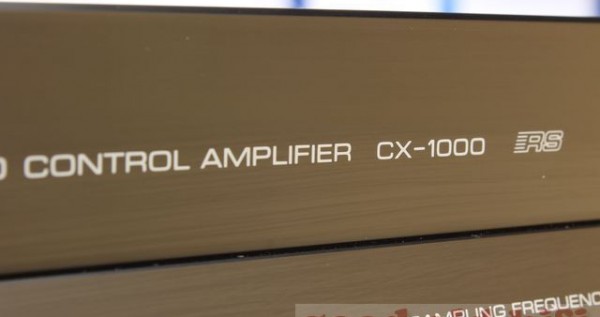 CONTROL AMPLIFIER CX-1000 RS
SAMPLING FREQUENC